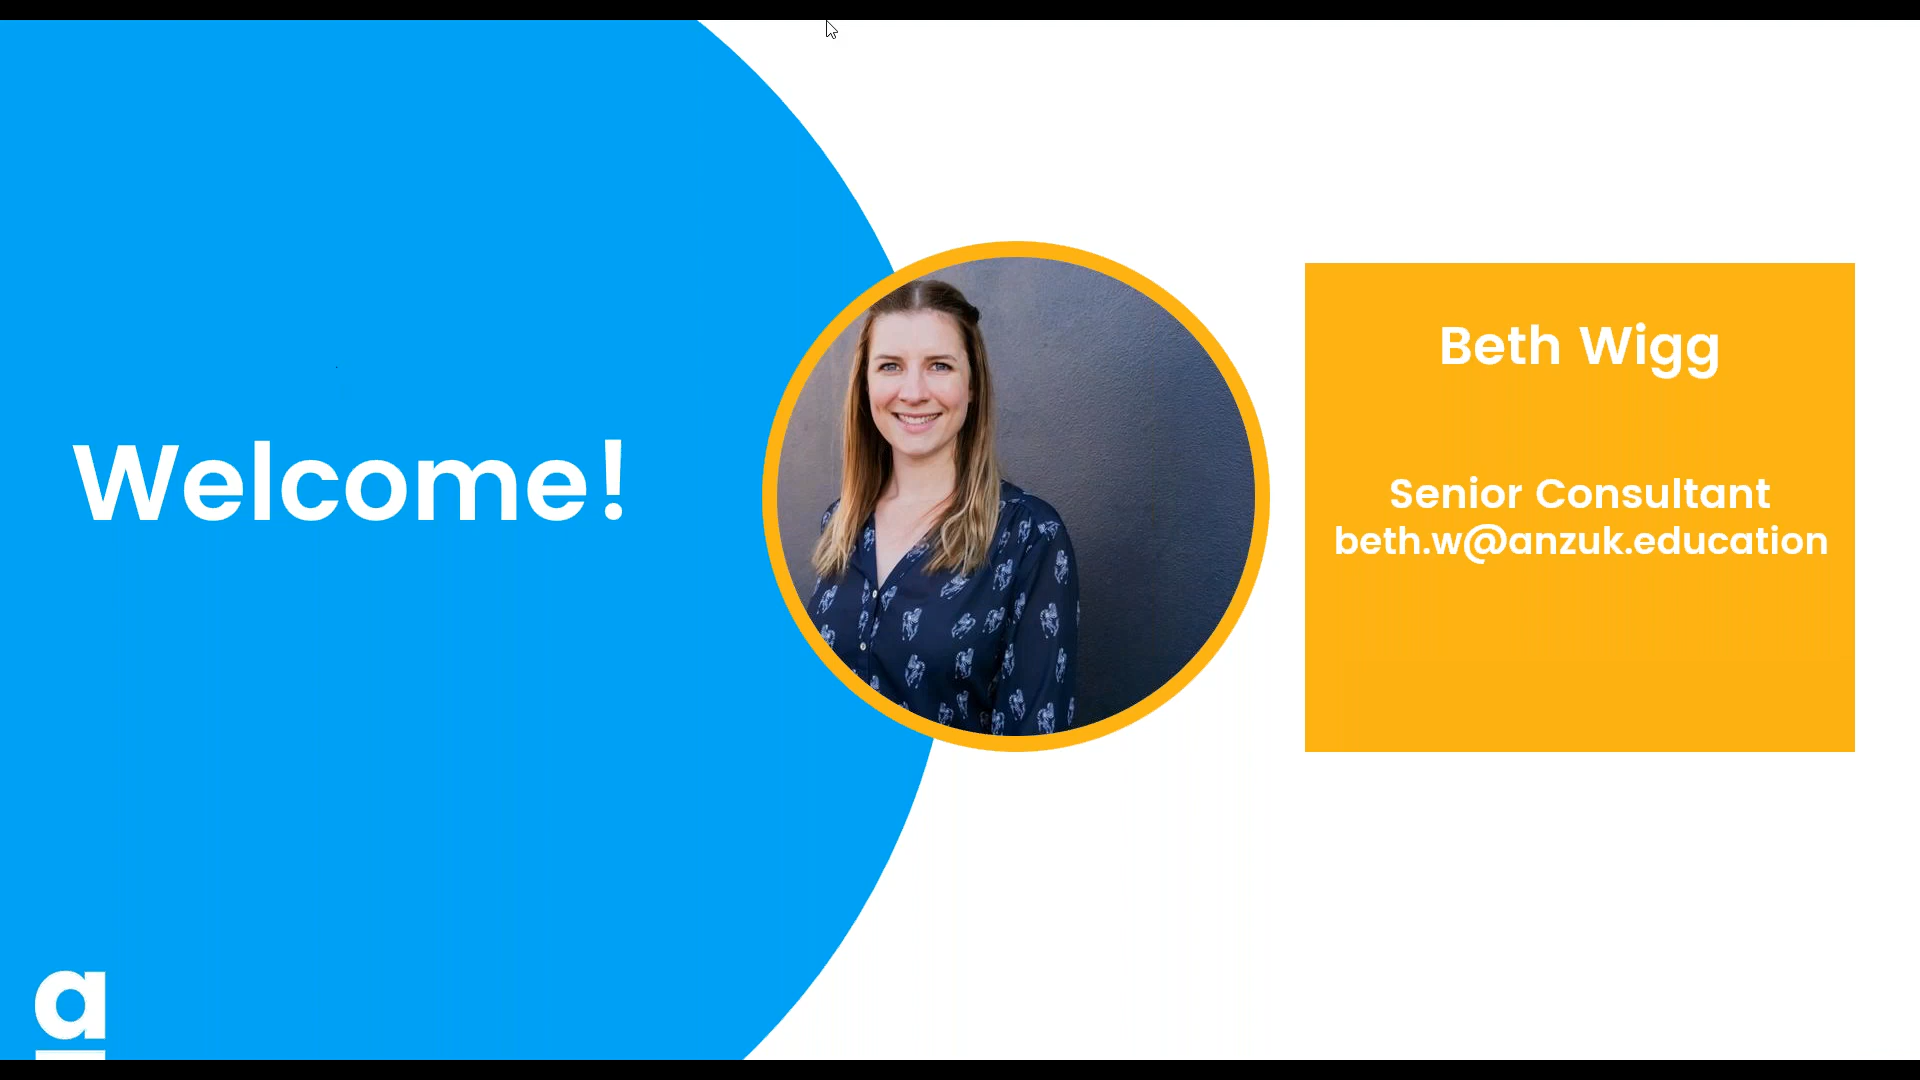 Welcome!
Beth Wigg
Senior Consultant
beth.w@anzuk.education
a